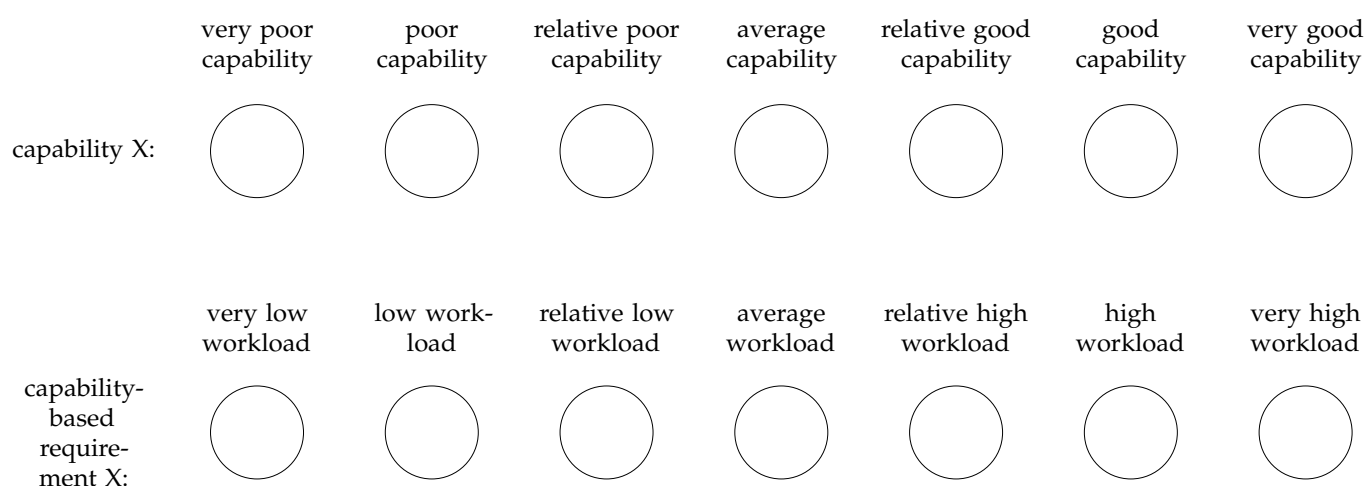 very poor poor relative poor average relative good good very good
capability capability capability capability capability capability capability
capability X:
very low low work- relative low average relative high high very high
workload load workload workload workload workload workload
capability-
based
require-
ment X: